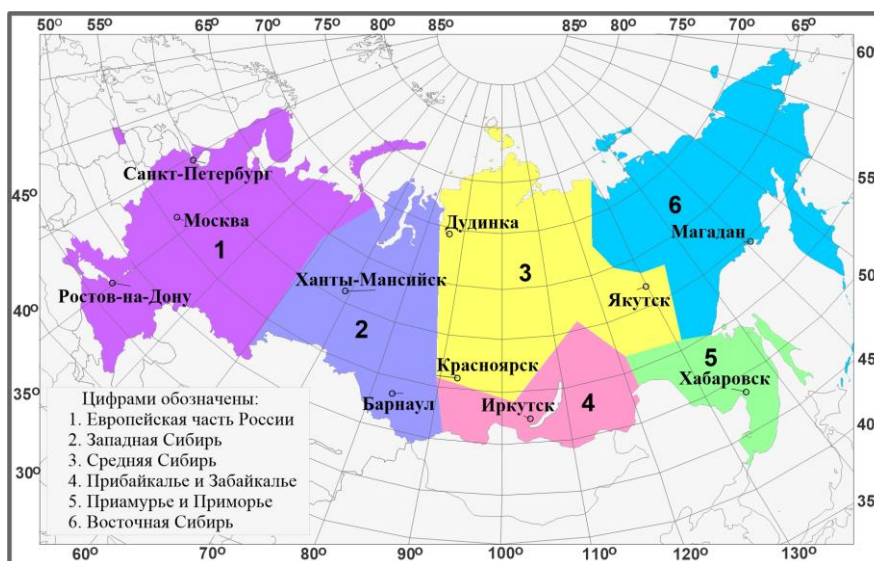 50° 55° 60° 65° 70° 75° 80° 85° 85° 80° 75° 70° 65°
60°
55°
50°
45°
40°
35°
45°
40°
35°
30°
Санкт-Петербург
Москва
1
Ростов-на-Дону
Ханты-Мансийск
2
Барнаул
Дудинка
3
Якутск
Красноярск
Иркутск
4
5
Хабаровск
6
Магадан
Цифрами обозначены:
1. Европейская часть России
2. Западная Сибирь
3. Средняя Сибирь
4. Прибайкалье и Забайкалье
5. Приамурье и Приморье
6. Восточная Сибирь
60° 70° 80° 90° 100° 110° 120° 130°